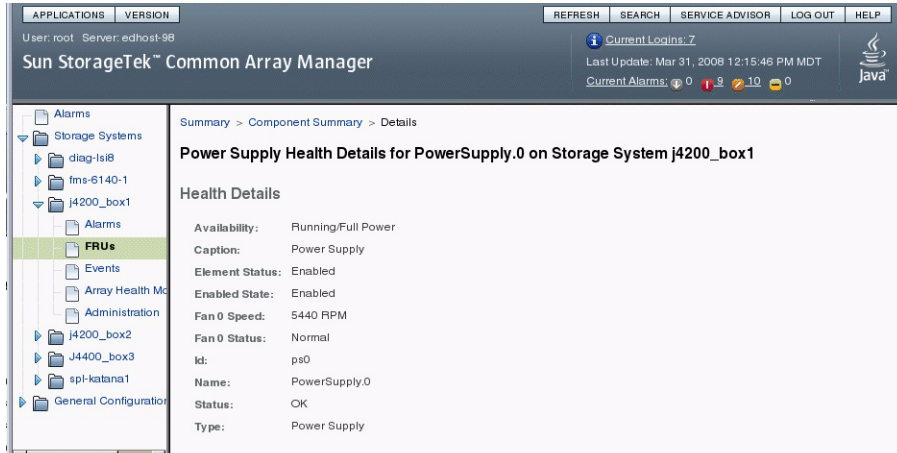 APPLICATIONS VERSION REFRESH SEARCH SERVICE ADVISOR LOG OUT HELP
User: root Server: edhost-98
Current Logins: 7
Sun StorageTek™ Common Array Manager
Last Update: Mar 31, 2008 12:15:46 PM MDT
Current Alarms: 0 9 10 0
Java™
Alarms
Storage Systems
diag-lsi8
fms-6140-1
j4200_box1
Alarms
FRUs
Events
Array Health Mo
Administration
j4200_box2
J4400_box3
spl-katana1
General Configuration
Summary > Component Summary > Details
Power Supply Health Details for PowerSupply.0 on Storage System j4200_box1
Health Details
Availability: Running/Full Power
Caption: Power Supply
Element Status: Enabled
Enabled State: Enabled
Fan 0 Speed: 5440 RPM
Fan 0 Status: Normal
Id: ps0
Name: PowerSupply.0
Status: OK
Type: Power Supply